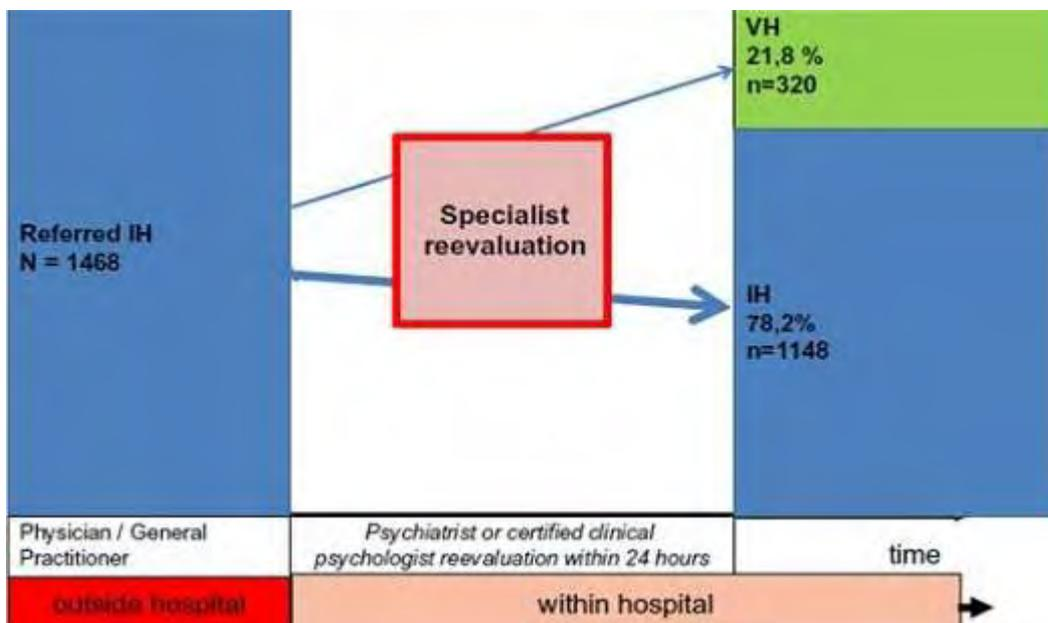 VH
21,8 %
n=320
Specialist
reevaluation
Referred IH
N = 1468
IH
78,2%
n=1148
Physician / General
Practitioner
Psychiatrist or certified clinical
psychologist reevaluation within 24 hours
time
outside hospital
within hospital